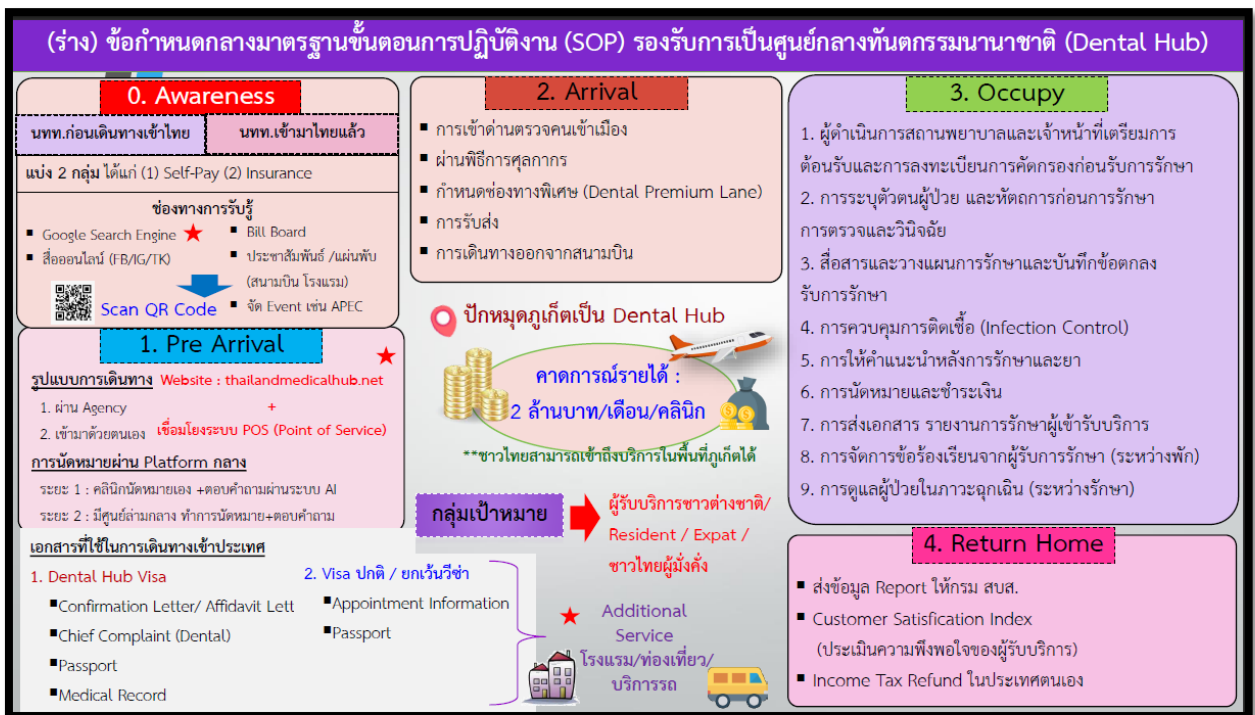 (ร่าง) ข้อกำหนดกลางมาตรฐานขั้นตอนการปฏิบัติงาน (SOP) รองรับการเป็นศูนย์กลางทันตกรรมนานาชาติ (Dental Hub)
0. Awareness
นทท.ก่อนเดินทางเข้าไทย
นทท.เข้ามาไทยแล้ว
แบ่ง 2 กลุ่ม ได้แก่ (1) Self-Pay (2) Insurance
ช่องทางการรับรู้
▪ Google Search Engine
▪ สื่อออนไลน์ (FB/IG/TK)
Scan QR Code
▪ Bill Board
▪ ประชาสัมพันธ์ /แผ่นพับ
(สนามบิน โรงแรม)
▪ จัด Event เช่น APEC
1. Pre Arrival
รูปแบบการเดินทาง Website : thailandmedicalhub.net
1. ผ่าน Agency +
2. เข้ามาด้วยตนเอง เชื่อมโยงระบบ POS (Point of Service)
การนัดหมายผ่าน Platform กลาง
ระยะ 1 : คลินิกนัดหมายเอง +ตอบคำถามผ่านระบบ AI
ระยะ 2 : มีศูนย์ล่ามกลาง ทำการนัดหมาย+ตอบคำถาม
เอกสารที่ใช้ในการเดินทางเข้าประเทศ
1. Dental Hub Visa
▪Confirmation Letter/ Affidavit Lett
▪Chief Complaint (Dental)
▪Passport
▪Medical Record
2. Visa ปกติ / ยกเว้นวีซ่า
▪Appointment Information
▪Passport
2. Arrival
▪ การเข้าด่านตรวจคนเข้าเมือง
▪ ผ่านพิธีการศุลกากร
▪ กำหนดช่องทางพิเศษ (Dental Premium Lane)
▪ การรับส่ง
▪ การเดินทางออกจากสนามบิน
ปักหมุดภูเก็ตเป็น Dental Hub
คาดการณ์รายได้ :
2 ล้านบาท/เดือน/คลินิก
**ชาวไทยสามารถเข้าถึงบริการในพื้นที่ภูเก็ตได้
กลุ่มเป้าหมาย
ผู้รับบริการชาวต่างชาติ/
Resident / Expat /
ชาวไทยผู้มั่งคั่ง
Additional
Service
โรงแรม/ท่องเที่ยว/
บริการรถ
3. Occupy
1. ผู้ดำเนินการสถานพยาบาลและเจ้าหน้าที่เตรียมการ
ต้อนรับและการลงทะเบียนการคัดกรองก่อนรับการรักษา
2. การระบุตัวตนผู้ป่วย และหัตถการก่อนการรักษา
การตรวจและวินิจฉัย
3. สื่อสารและวางแผนการรักษาและบันทึกข้อตกลง
รับการรักษา
4. การควบคุมการติดเชื้อ (Infection Control)
5. การให้คำแนะนำหลังการรักษาและยา
6. การนัดหมายและชำระเงิน
7. การส่งเอกสาร รายงานการรักษาผู้เข้ารับบริการ
8. การจัดการข้อร้องเรียนจากผู้รับการรักษา (ระหว่างพัก)
9. การดูแลผู้ป่วยในภาวะฉุกเฉิน (ระหว่างรักษา)
4. Return Home
▪ ส่งข้อมูล Report ให้กรม สบส.
▪ Customer Satisfication Index
(ประเมินความพึงพอใจของผู้รับบริการ)
▪ Income Tax Refund ในประเทศตนเอง